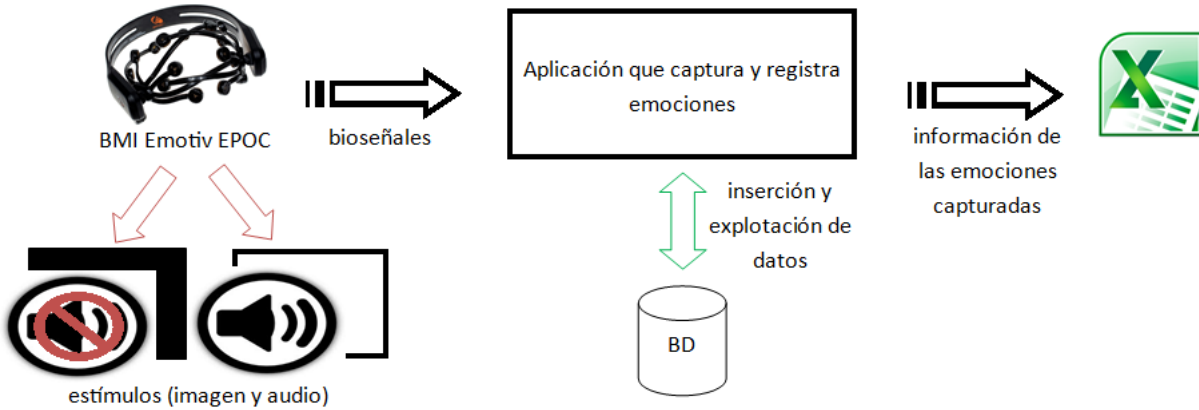 BMI Emotiv EPOC
bioseñales
Aplicación que captura y registra
emociones
información de
las emociones
capturadas
inserción y
explotación de
datos
BD
estímulos (imagen y audio)